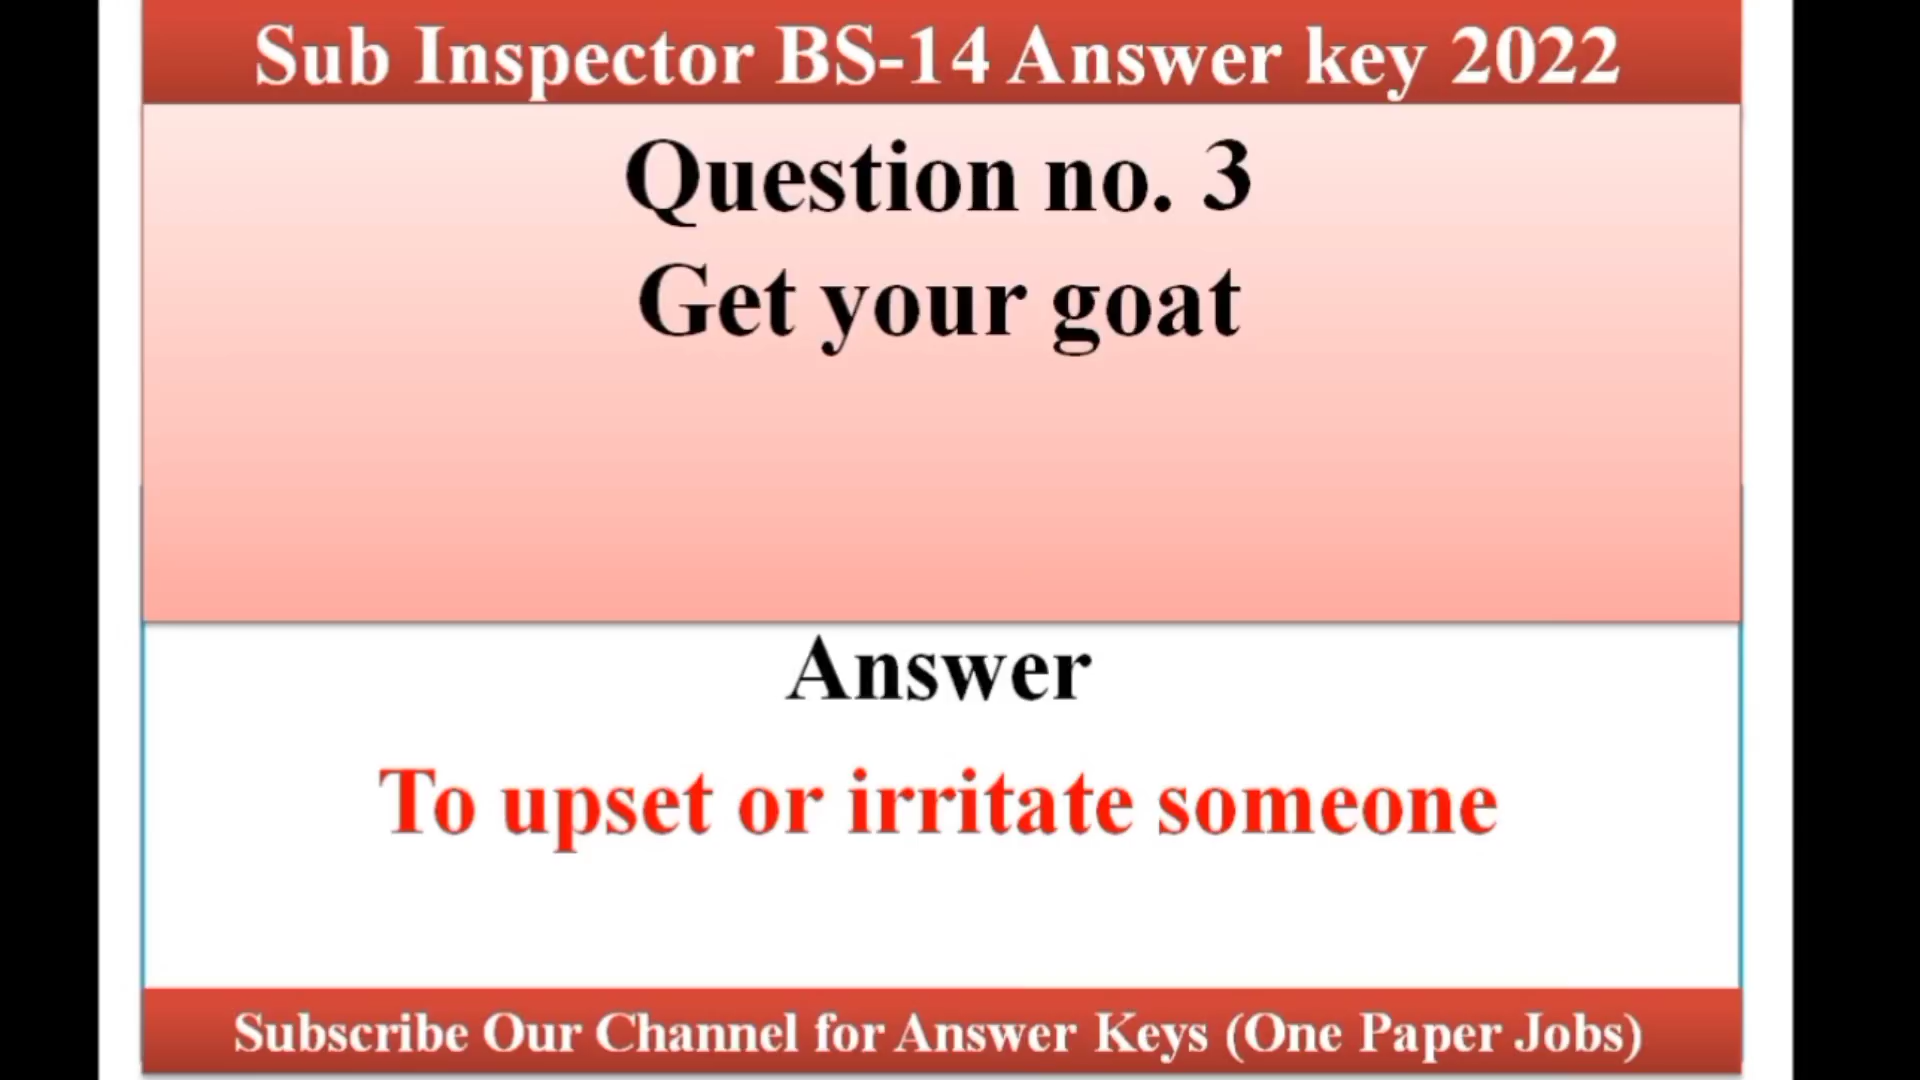 Sub Inspector BS-14 Answer key 2022
Question no. 3
Get your goat
Answer
To upset or irritate someone
Subscribe Our Channel for Answer Keys (One Paper Jobs)